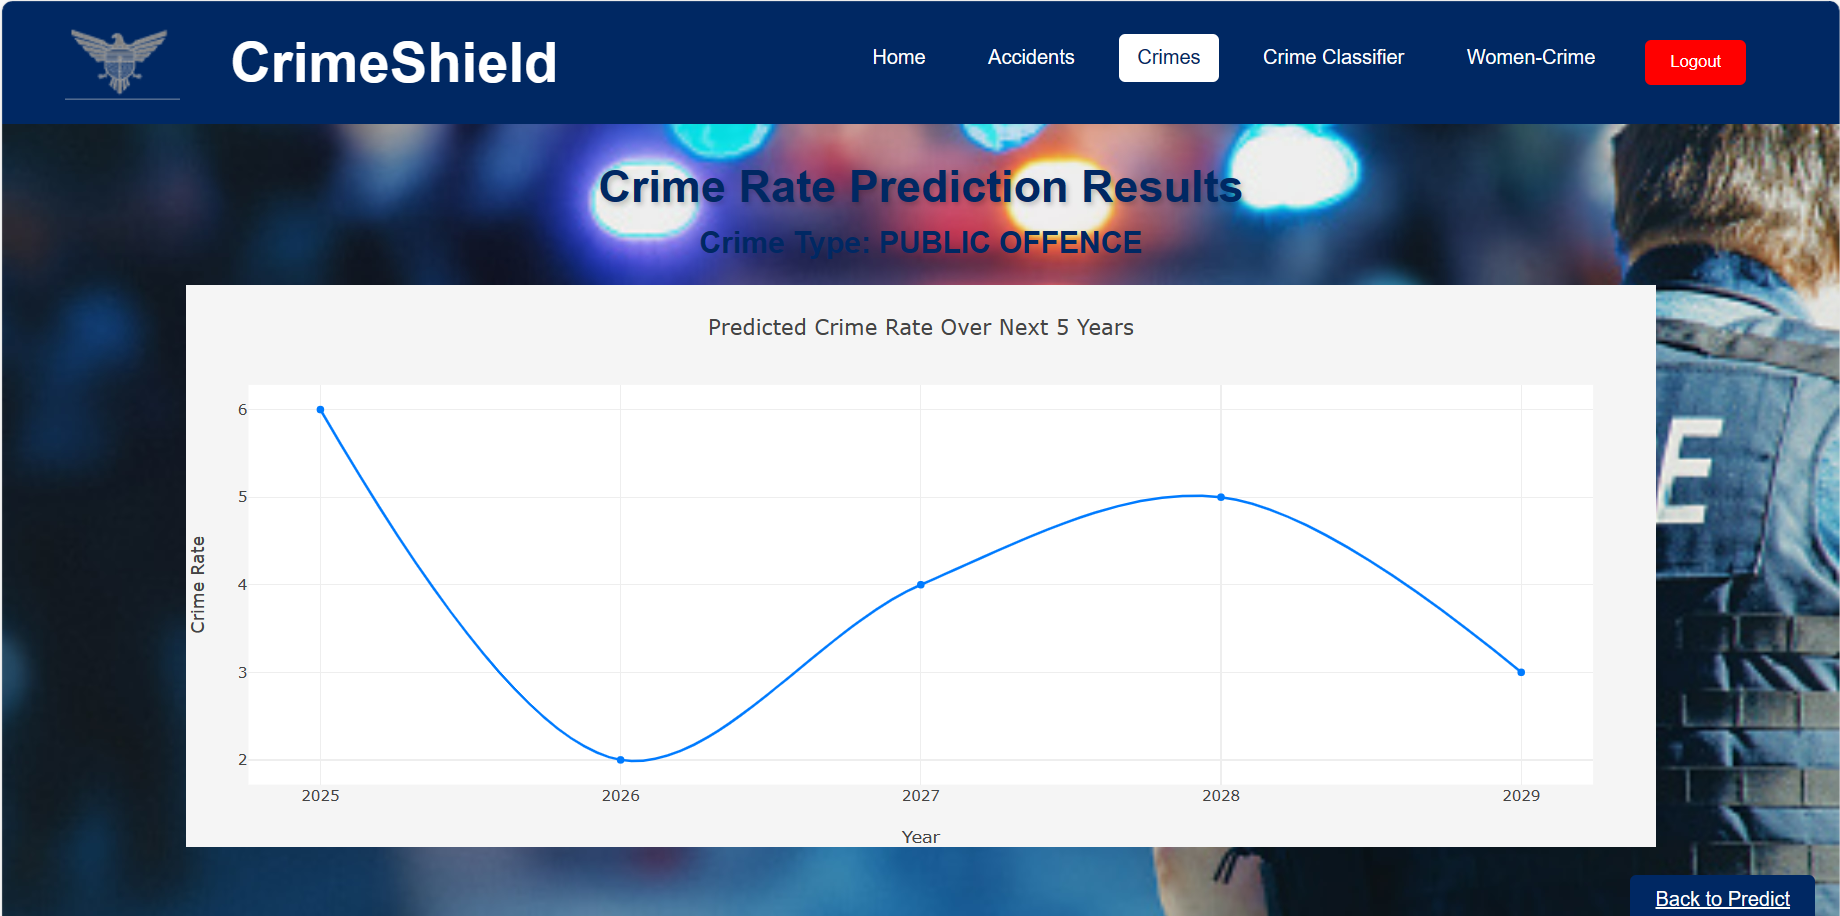 CrimeShield
Home
Accidents
Crimes
Crime Classifier
Women-Crime
Logout
Crime Rate Prediction Results
Crime Type: PUBLIC OFFENCE
Predicted Crime Rate Over Next 5 Years
6
5
4
3
2
Crime Rate
2025
2026
2027
2028
2029
Year
E
Back to Predict